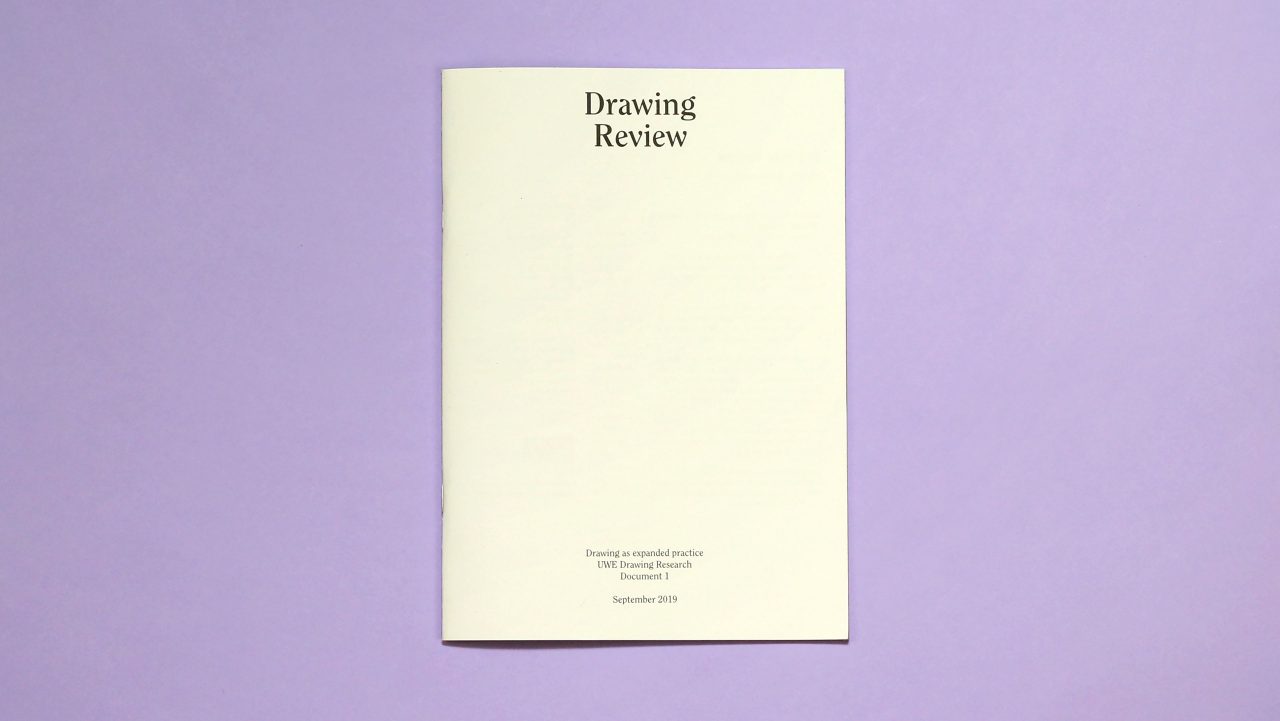 Drawing
Review
Drawing as expanded practice
UWE Drawing Research
Document 1
September 2019